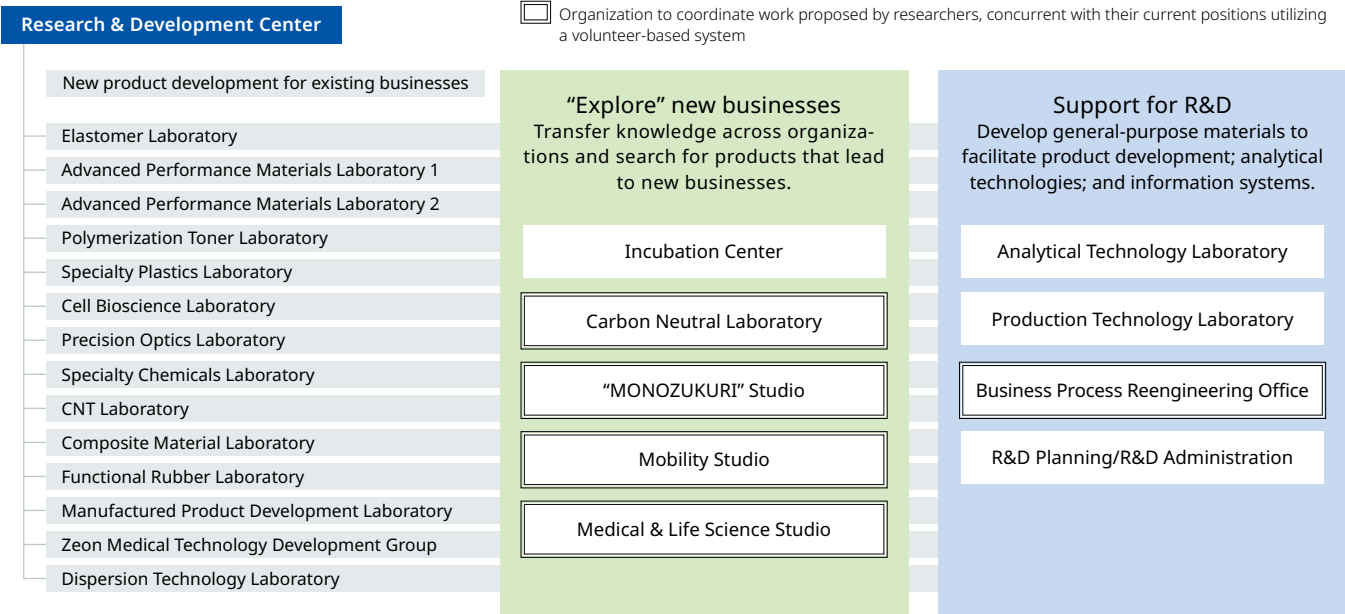 Research & Development Center
Organization to coordinate work proposed by researchers, concurrent with their current positions utilizing
a volunteer-based system
New product development for existing businesses
Elastomer Laboratory
Advanced Performance Materials Laboratory 1
Advanced Performance Materials Laboratory 2
Polymerization Toner Laboratory
Specialty Plastics Laboratory
Cell Bioscience Laboratory
Precision Optics Laboratory
Specialty Chemicals Laboratory
CNT Laboratory
Composite Material Laboratory
Functional Rubber Laboratory
Manufactured Product Development Laboratory
Zeon Medical Technology Development Group
Dispersion Technology Laboratory
“Explore” new businesses
Transfer knowledge across organiza-
tions and search for products that lead
to new businesses.
Incubation Center
Carbon Neutral Laboratory
“MONOZUKURI” Studio
Mobility Studio
Medical & Life Science Studio
Support for R&D
Develop general-purpose materials to
facilitate product development; analytical
technologies; and information systems.
Analytical Technology Laboratory
Production Technology Laboratory
Business Process Reengineering Office
R&D Planning/R&D Administration